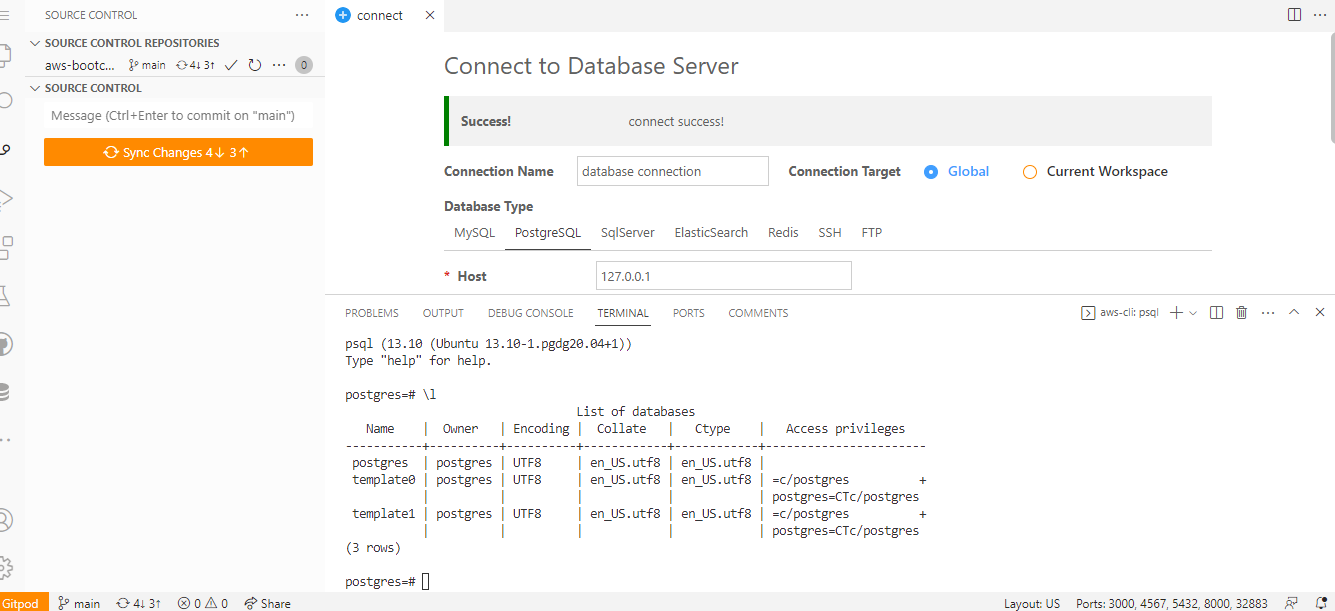 SOURCE CONTROL ···
SOURCE CONTROL REPOSITORIES
aws-bootc... main 4↓ 3↑ ··· 0
SOURCE CONTROL
Message (Ctrl+Enter to commit on "main")
Sync Changes 4↓ 3↑
connect
Connect to Database Server
Success! connect success!
Connection Name database connection Connection Target Global Current Workspace
Database Type
MySQL PostgreSQL SqlServer ElasticSearch Redis SSH FTP
* Host 127.0.0.1
PROBLEMS OUTPUT DEBUG CONSOLE TERMINAL PORTS COMMENTS aws-cli: psql
psql (13.10 (Ubuntu 13.10-1.pgdg20.04+1))
Type "help" for help.
postgres=# \l
List of databases
Name | Owner | Encoding | Collate | Ctype | Access privileges
-----------+----------+----------+------------+------------+-----------------------
postgres | postgres | UTF8 | en_US.utf8 | en_US.utf8 |
template0 | postgres | UTF8 | en_US.utf8 | en_US.utf8 | =c/postgres +
| | | | | postgres=CTc/postgres
template1 | postgres | UTF8 | en_US.utf8 | en_US.utf8 | =c/postgres +
| | | | | postgres=CTc/postgres
(3 rows)
postgres=#
Gitpod main 4↓ 3↑ 0 0 Share Layout: US Ports: 3000, 4567, 5432, 8000, 32883